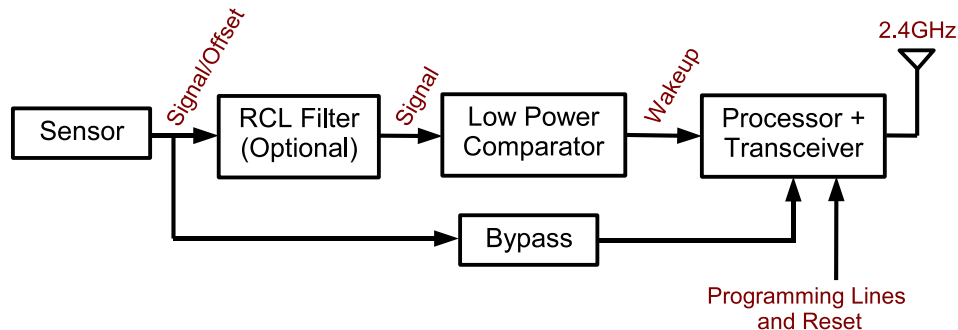 2.4GHz
Signal/Offset
Signal
Wakeup
Sensor
RCL Filter
(Optional)
Low Power
Comparator
Processor +
Transceiver
Bypass
Programming Lines
and Reset